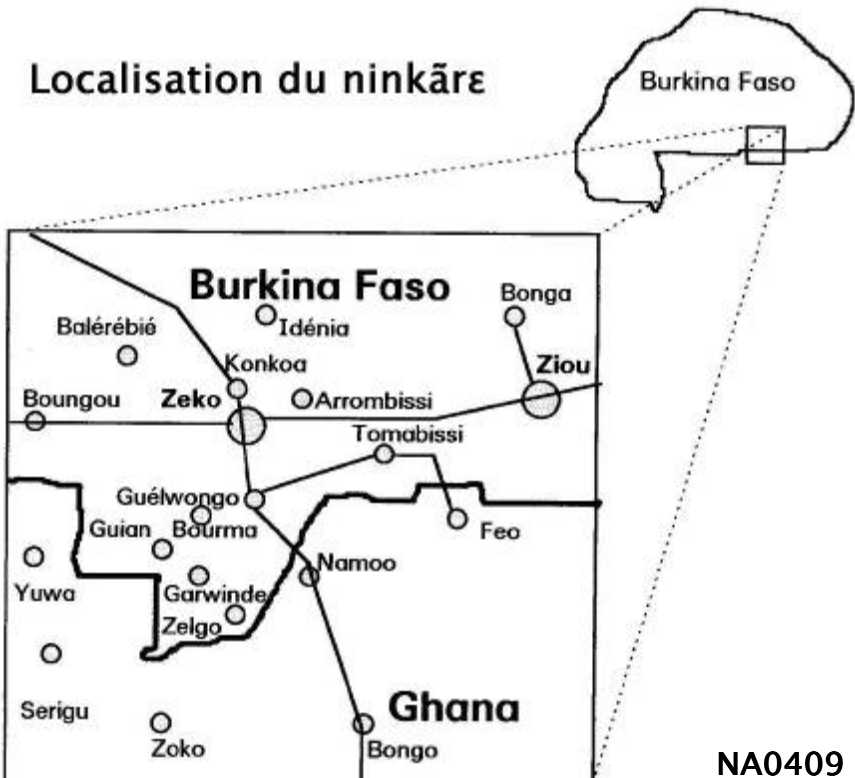 Localisation du ninkãrɛ
Burkina Faso
Burkina Faso
Bonga
Idénia
Balérébié
Konkoa
Ziou
Boungou
Zeko
Arrombissi
Tomabissi
Guélwongo
Guian
Bourma
Feo
Namoo
Yuwa
Garwinde
Zelgo
Serigu
Ghana
Zoko
Bongo
NA0409